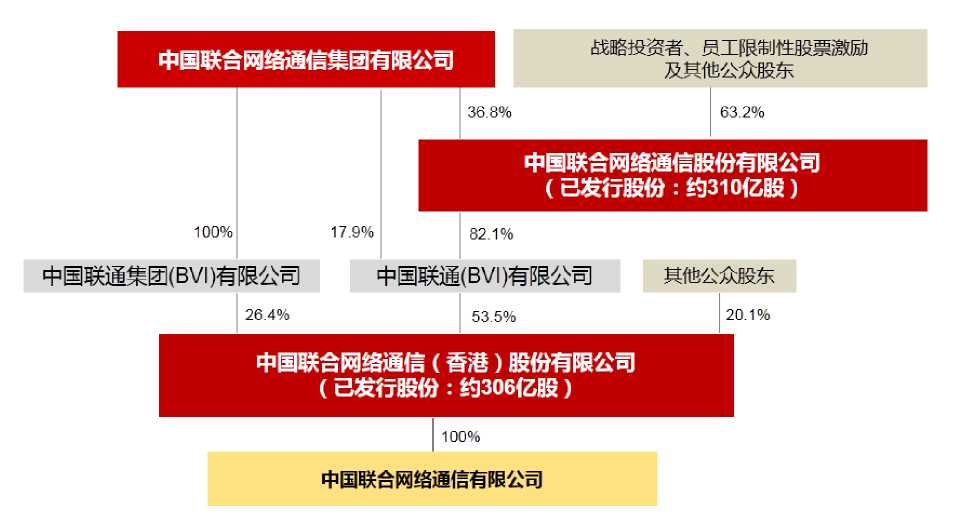 中国联合网络通信集团有限公司
战略投资者、员工限制性股票激励
及其他公众股东
36.8%
63.2%
中国联合网络通信股份有限公司
（已发行股份：约310亿股）
100%
17.9%
82.1%
中国联通集团(BVI)有限公司
中国联通(BVI)有限公司
其他公众股东
26.4%
53.5%
20.1%
中国联合网络通信（香港）股份有限公司
（已发行股份：约306亿股）
100%
中国联合网络通信有限公司